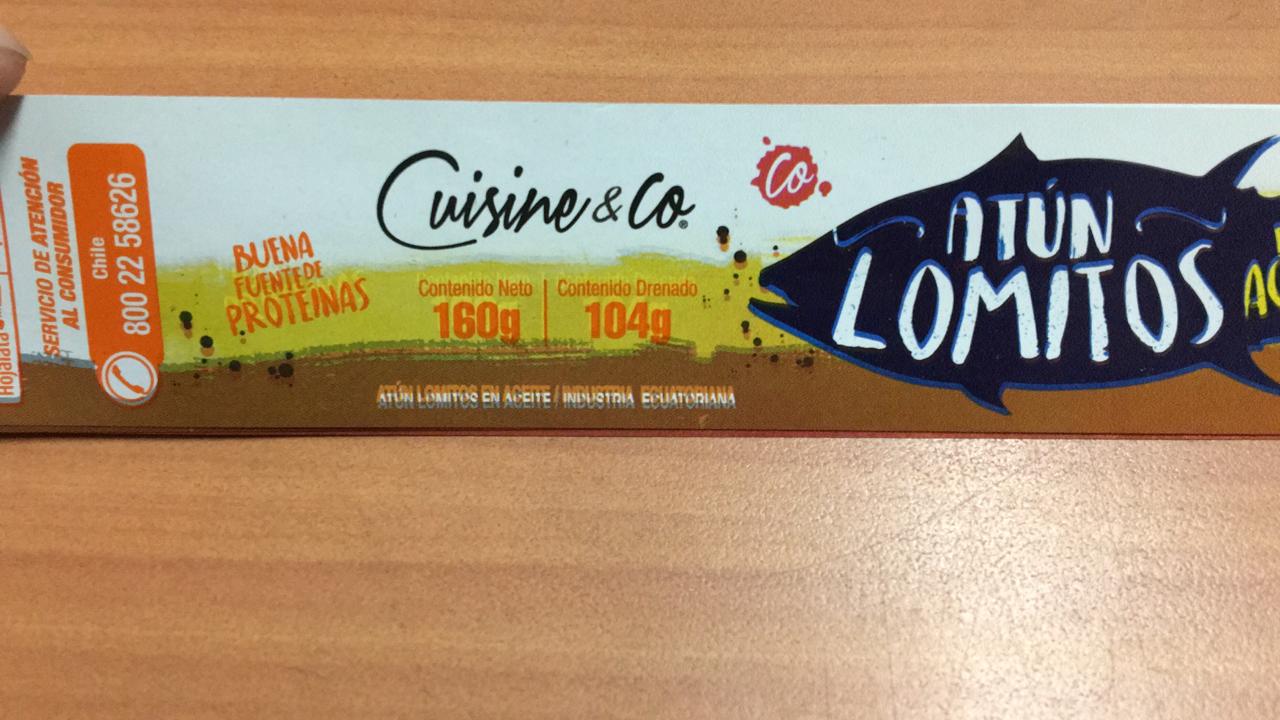 Hojalata
SERVICIO DE ATENCIÓN
AL CONSUMIDOR
Chile
800 22 58626
BUENA
FUENTE DE
PROTEÍNAS
Cuisine & Co®
Contenido Neto
160g
Contenido Drenado
104g
ATÚN LOMITOS EN ACEITE / INDUSTRIA ECUATORIANA
Co
ATÚN
LOMITOS